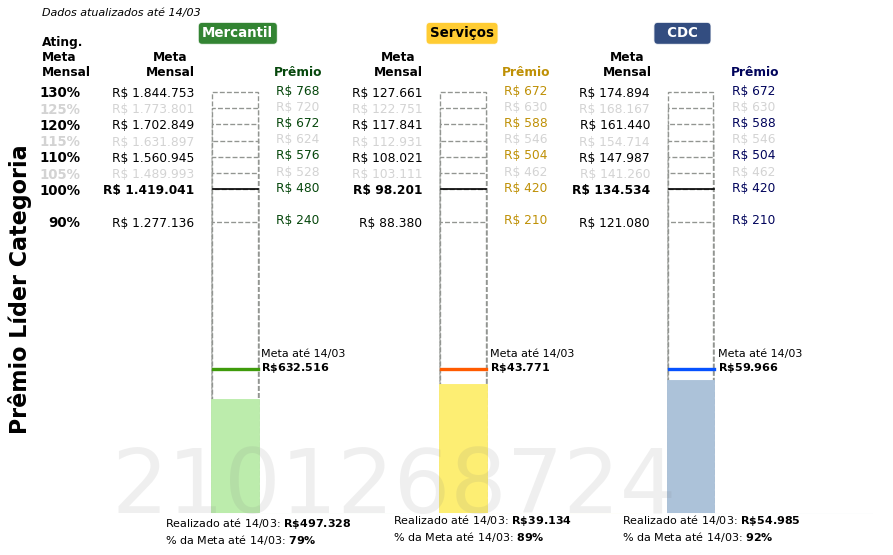 Dados atualizados até 14/03
Mercantil
Serviços
CDC
Ating.
Meta
Mensal
Meta
Mensal
Prêmio
Meta
Mensal
Prêmio
Meta
Mensal
Prêmio
130% R$ 1.844.753 R$ 768 R$ 127.661 R$ 672 R$ 174.894 R$ 672
125% R$ 1.773.801 R$ 720 R$ 122.751 R$ 630 R$ 168.167 R$ 630
120% R$ 1.702.849 R$ 672 R$ 117.841 R$ 588 R$ 161.440 R$ 588
115% R$ 1.631.897 R$ 624 R$ 112.931 R$ 546 R$ 154.714 R$ 546
110% R$ 1.560.945 R$ 576 R$ 108.021 R$ 504 R$ 147.987 R$ 504
105% R$ 1.489.993 R$ 528 R$ 103.111 R$ 462 R$ 141.260 R$ 462
100% R$ 1.419.041 R$ 480 R$ 98.201 R$ 420 R$ 134.534 R$ 420
90% R$ 1.277.136 R$ 240 R$ 88.380 R$ 210 R$ 121.080 R$ 210
Prêmio Líder Categoria
Meta até 14/03
R$632.516
Meta até 14/03
R$43.771
Meta até 14/03
R$59.966
2101268724
Realizado até 14/03: R$497.328
% da Meta até 14/03: 79%
Realizado até 14/03: R$39.134
% da Meta até 14/03: 89%
Realizado até 14/03: R$54.985
% da Meta até 14/03: 92%